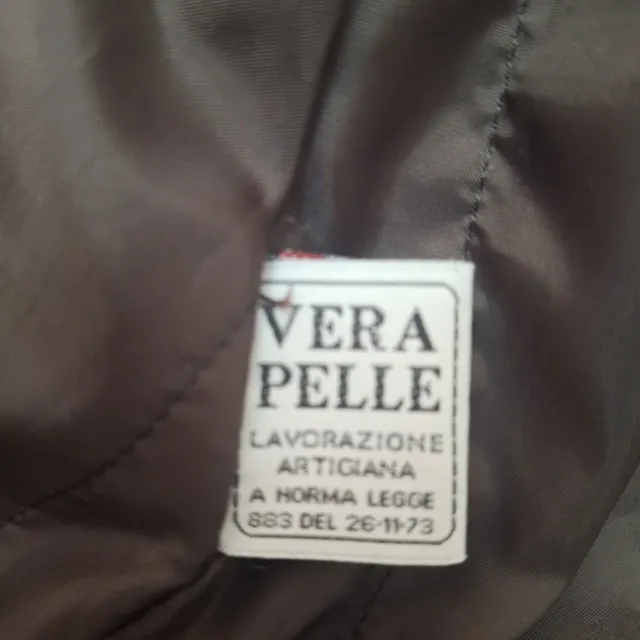 VERA
PELLE
LAVORAZIONE
ARTIGIANA
A NORMA LEGGE
883 DEL 26-11-73